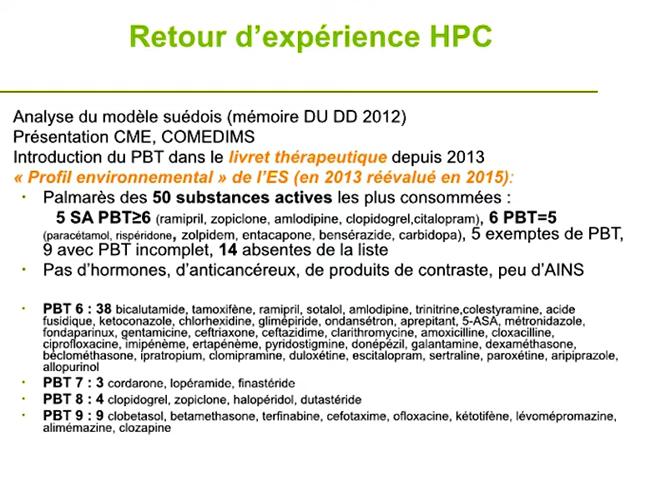 Retour d’expérience HPC
Analyse du modèle suédois (mémoire DU DD 2012)
Présentation CME, COMEDIMS
Introduction du PBT dans le livret thérapeutique depuis 2013
« Profil environnemental » de l’ES (en 2013 réévalué en 2015):
· Palmarès des 50 substances actives les plus consommées :
5 SA PBT≥6 (ramipril, zopiclone, amlodipine, clopidogrel,citalopram), 6 PBT=5
(paracétamol, rispéridone, zolpidem, entacapone, bensérazide, carbidopa), 5 exemptes de PBT,
9 avec PBT incomplet, 14 absentes de la liste
· Pas d’hormones, d’anticancéreux, de produits de contraste, peu d’AINS
· PBT 6 : 38 bicalutamide, tamoxifène, ramipril, sotalol, amlodipine, trinitrine,colestyramine, acide
fusidique, ketoconazole, chlorhexidine, glimépiride, ondansétron, aprepitant, 5-ASA, métronidazole,
fondaparinux, gentamicine, ceftriaxone, ceftazidime, clarithromycine, amoxicilline, cloxacilline,
ciprofloxacine, imipénème, ertapénème, pyridostigmine, donépézil, galantamine, dexaméthasone,
béclométhasone, ipratropium, clomipramine, duloxétine, escitalopram, sertraline, paroxétine, aripiprazole,
allopurinol
· PBT 7 : 3 cordarone, lopéramide, finastéride
· PBT 8 : 4 clopidogrel, zopiclone, halopéridol, dutastéride
· PBT 9 : 9 clobetasol, betamethasone, terfinabine, cefotaxime, ofloxacine, kétotifène, lévomépromazine,
alimémazine, clozapine